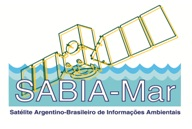 SABIA-Mar
Satélite Argentino-Brasileiro de Informações Ambientais